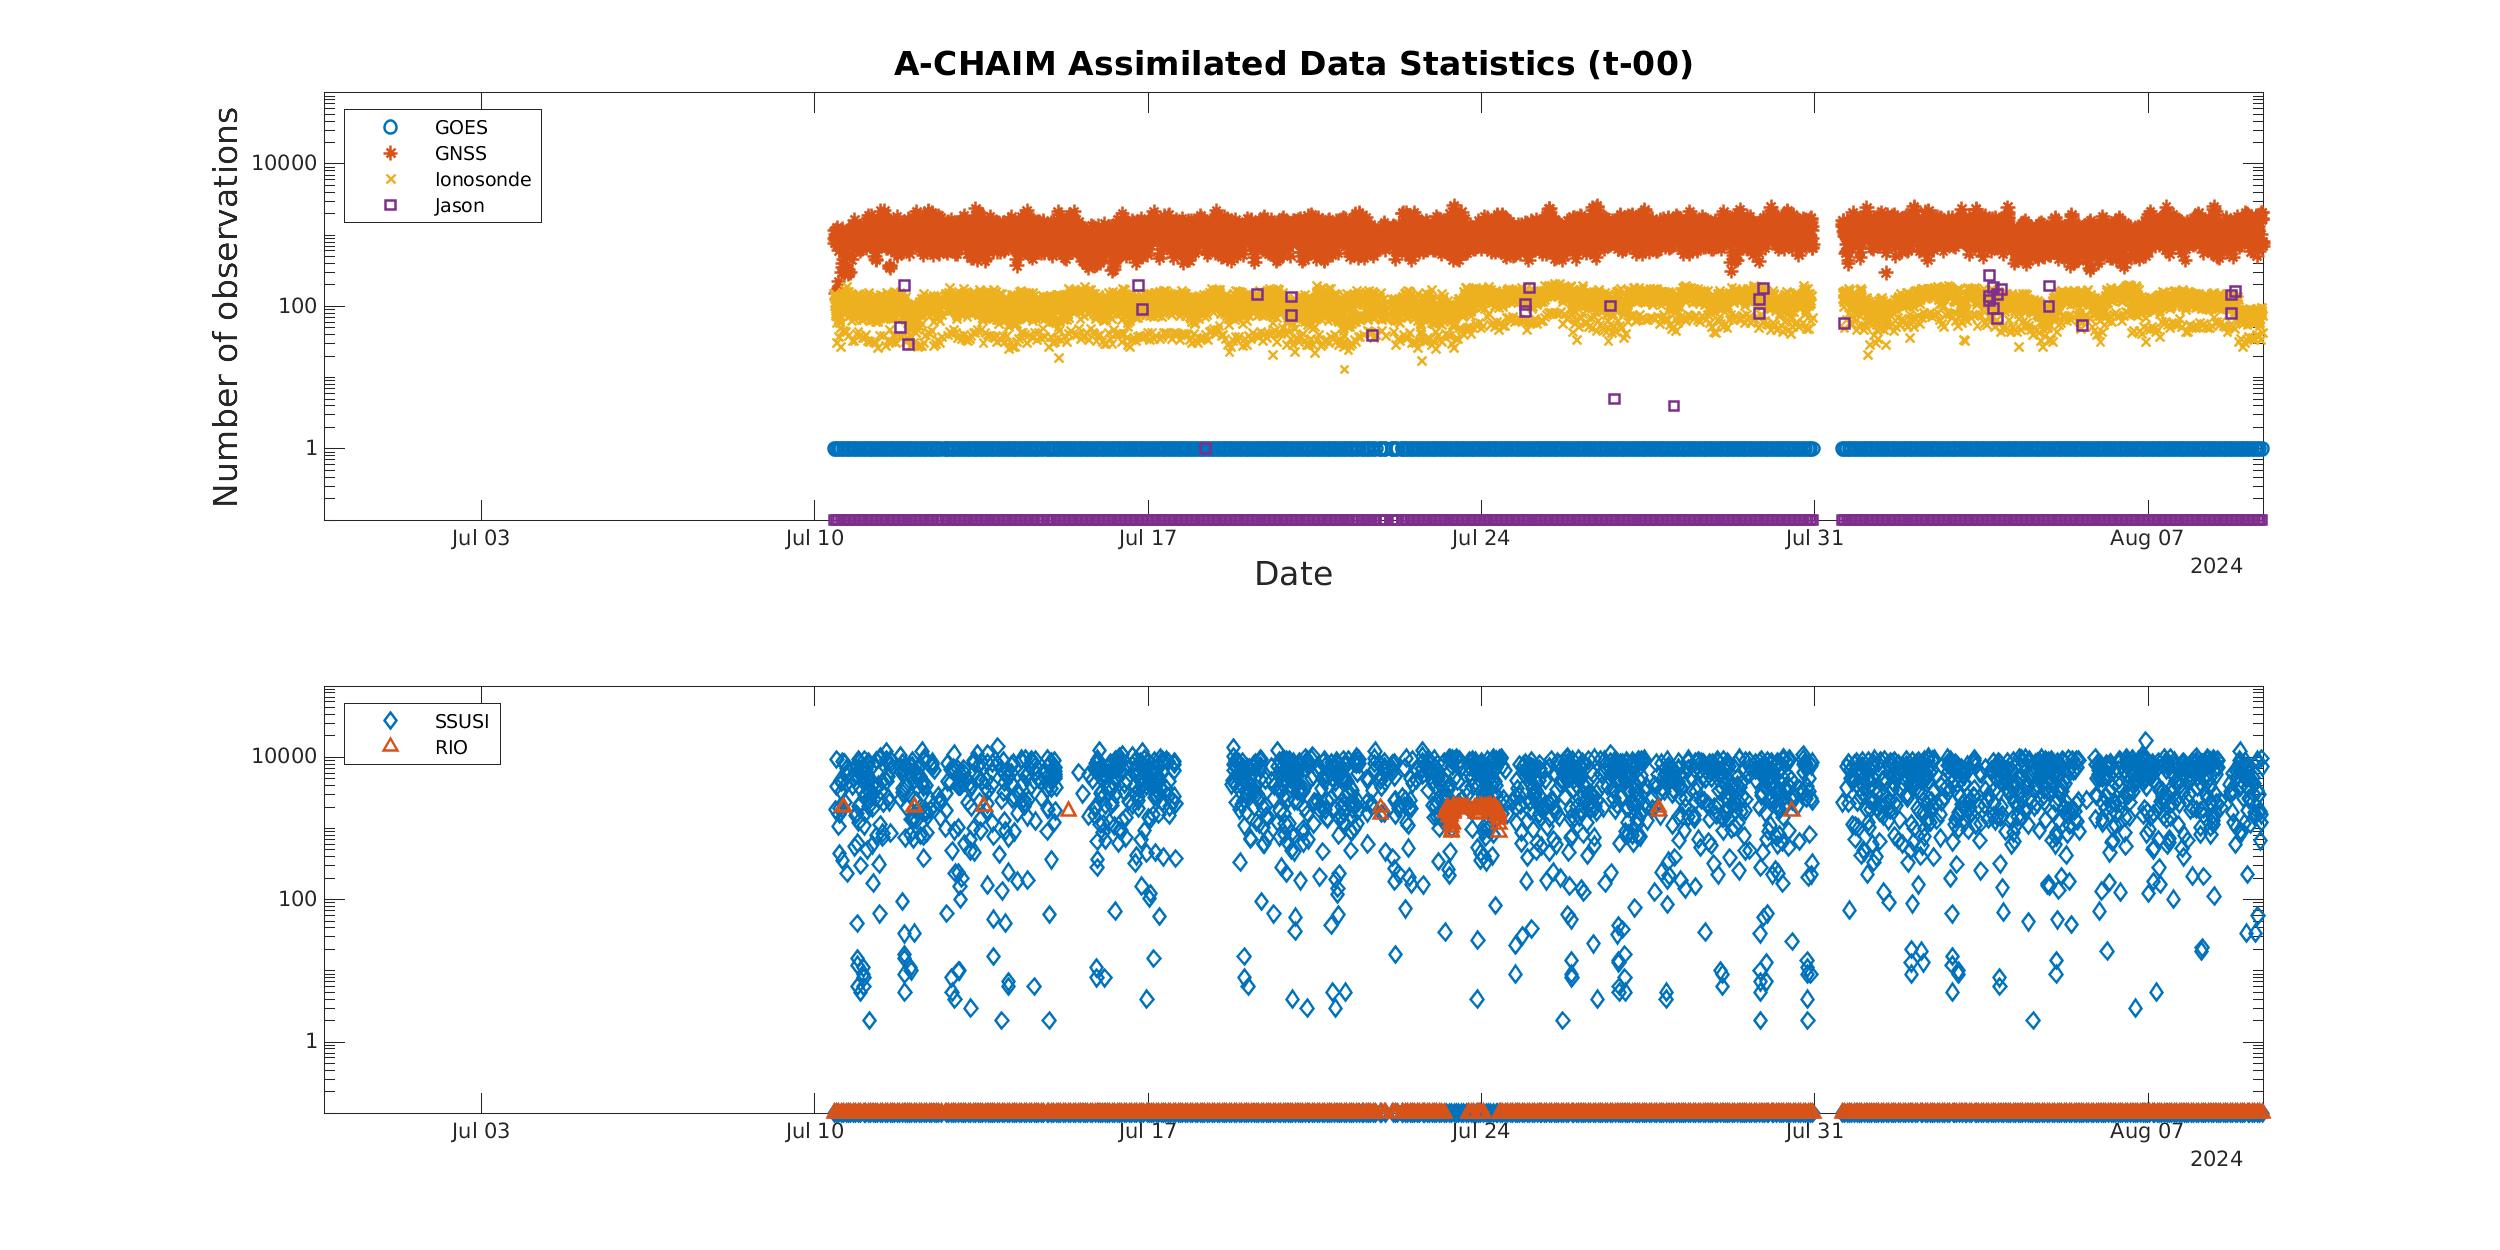 A-CHAIM Assimilated Data Statistics (t-00)
Number of observations
10000
100
1
GOES
GNSS
Ionosonde
Jason
Jul 03
Jul 10
Jul 17
Jul 24
Jul 31
Aug 07
2024
Date
10000
100
1
SSUSI
RIO
Jul 03
Jul 10
Jul 17
Jul 24
Jul 31
Aug 07
2024